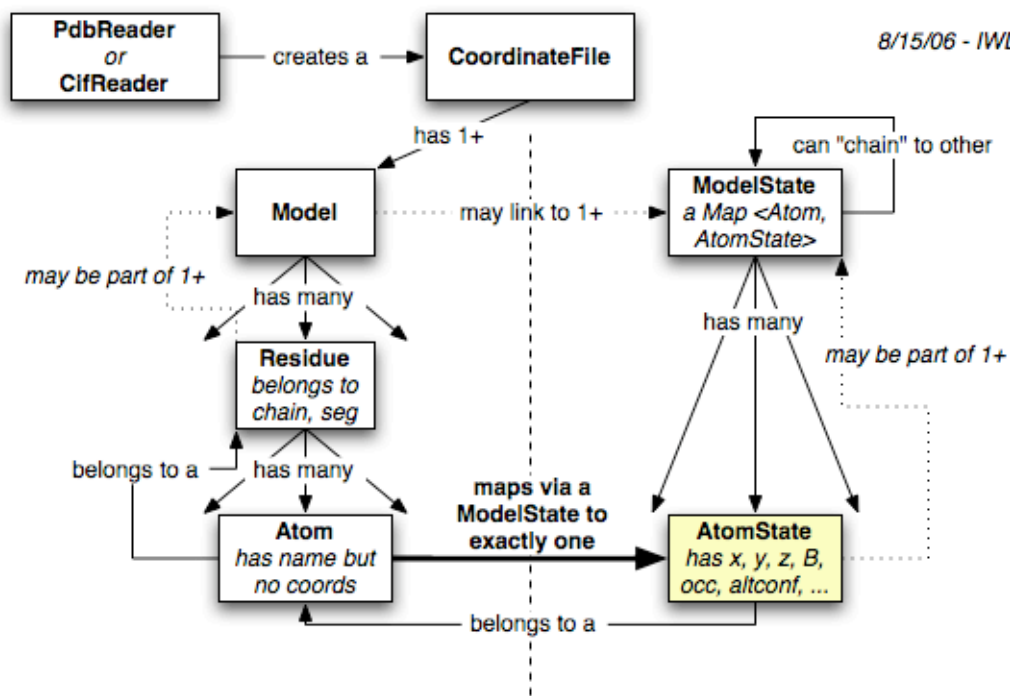 PdbReader
or
CifReader
creates a
CoordinateFile
8/15/06 - IWD
has 1+
can "chain" to other
Model
may link to 1+
ModelState
a Map <Atom,
AtomState>
may be part of 1+
has many
has many
may be part of 1+
Residue
belongs to
chain, seg
belongs to a
has many
maps via a
ModelState to
exactly one
Atom
has name but
no coords
AtomState
has x, y, z, B,
occ, altconf, ...
belongs to a